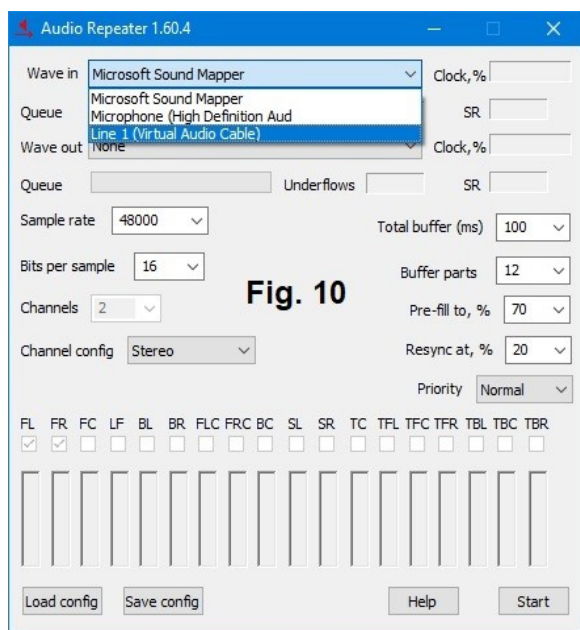 Audio Repeater 1.60.4
Wave in Microsoft Sound Mapper Clock,%
Microsoft Sound Mapper
Queue Microphone (High Definition Aud SR
Line 1 (Virtual Audio Cable)
Wave out None Clock,%
Queue Underflows SR
Sample rate 48000 Total buffer (ms) 100
Bits per sample 16 Buffer parts 12
Fig. 10
Channels 2 Pre-fill to, % 70
Channel config Stereo Resync at, % 20
Priority Normal
FL FR FC LF BL BR FLC FRC BC SL SR TC TFL TFC TFR TBL TBC TBR
Load config Save config Help Start